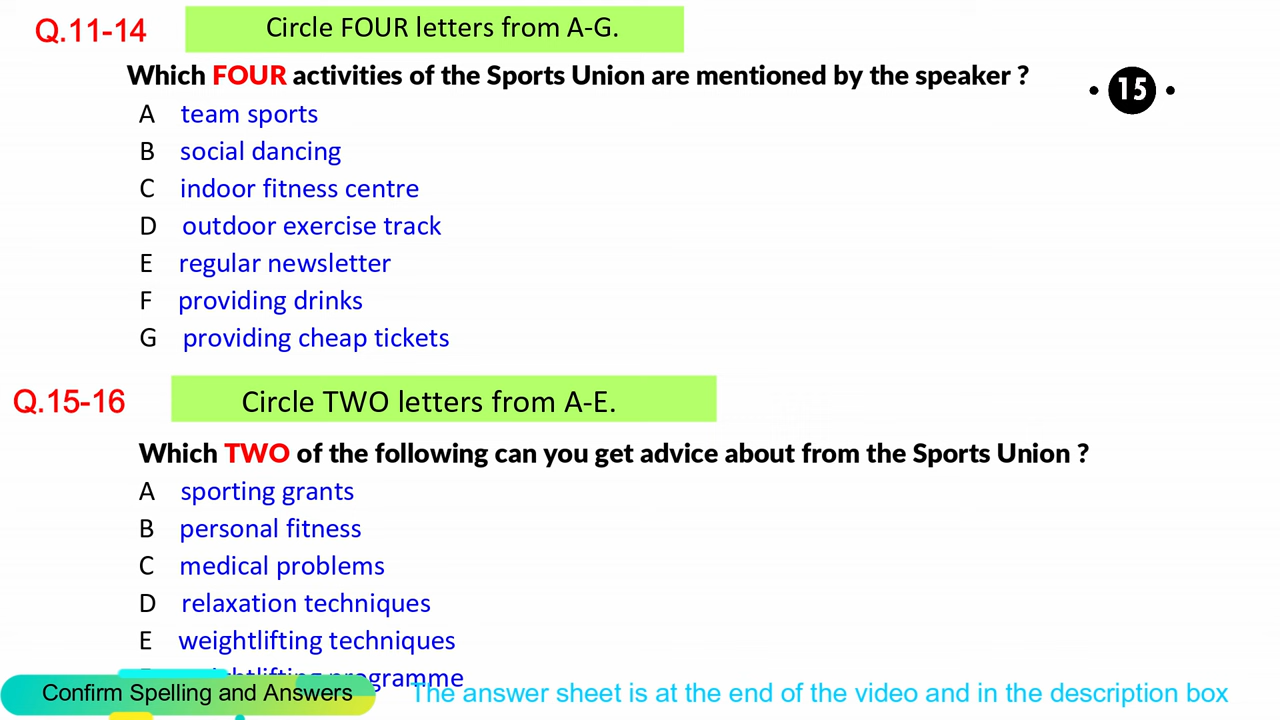 Q.11-14 Circle FOUR letters from A-G.
Which FOUR activities of the Sports Union are mentioned by the speaker ?
15
A team sports
B social dancing
C indoor fitness centre
D outdoor exercise track
E regular newsletter
F providing drinks
G providing cheap tickets
Q.15-16 Circle TWO letters from A-E.
Which TWO of the following can you get advice about from the Sports Union ?
A sporting grants
B personal fitness
C medical problems
D relaxation techniques
E weightlifting techniques
Confirm Spelling and Answers
The answer sheet is at the end of the video and in the description box